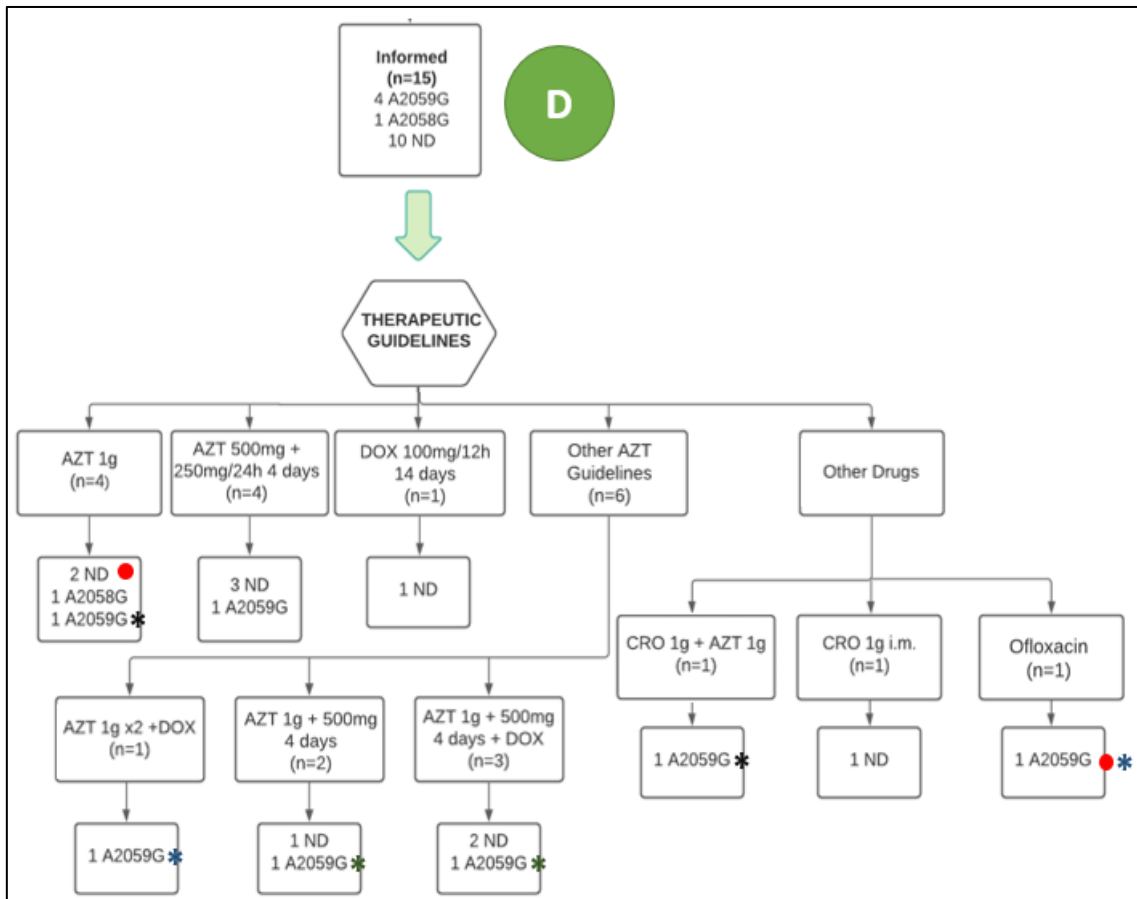 Informed
(n=15)
4 A2059G
1 A2058G
10 ND
D
THERAPEUTIC
GUIDELINES
AZT 1g
(n=4)
AZT 500mg +
250mg/24h 4 days
(n=4)
DOX 100mg/12h
14 days
(n=1)
Other AZT
Guidelines
(n=6)
Other Drugs
2 ND
1 A2058G
1 A2059G*
3 ND
1 A2059G
1 ND
CRO 1g + AZT 1g
(n=1)
CRO 1g i.m.
(n=1)
Ofloxacin
(n=1)
AZT 1g x2 +DOX
(n=1)
AZT 1g + 500mg
4 days
(n=2)
AZT 1g + 500mg
4 days + DOX
(n=3)
1 A2059G*
1 ND
1 A2059G *
1 A2059G*
1 ND
1 A2059G*
2 ND
1 A2059G*